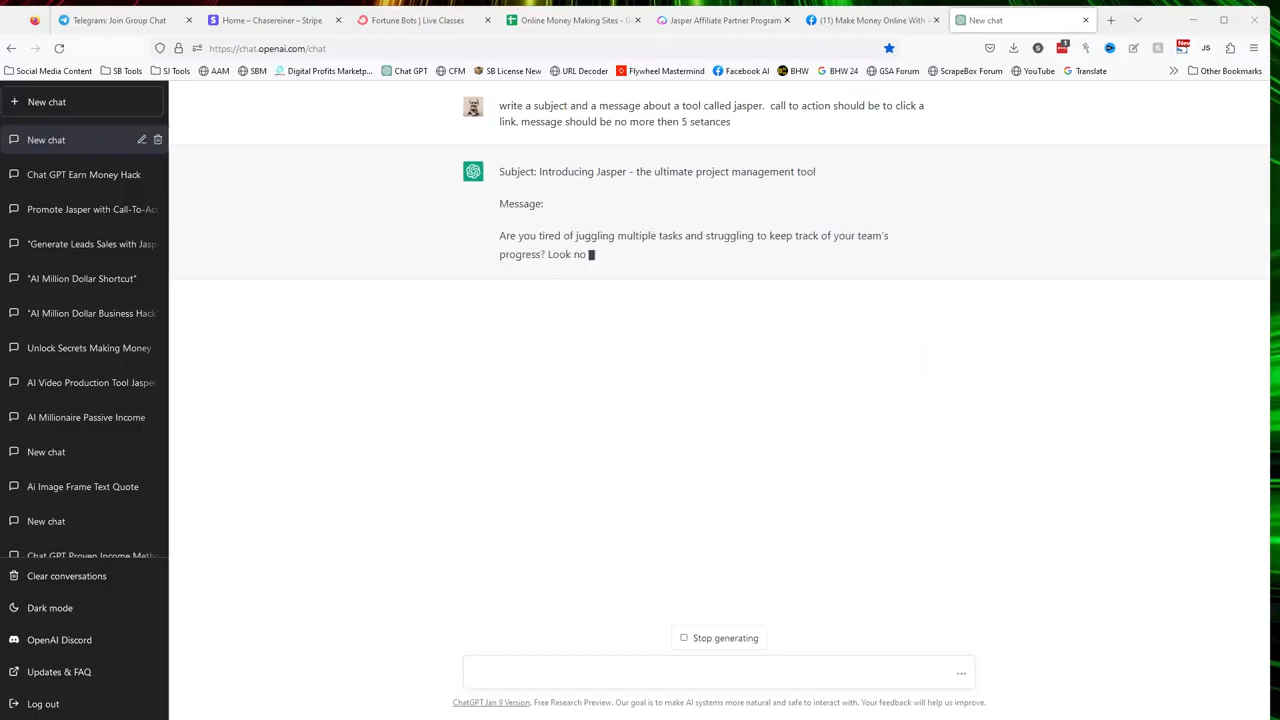 Telegram: Join Group Chat
Home – Chasereiner – Stripe
Fortune Bots | Live Classes
Online Money Making Sites - G
Jasper Affiliate Partner Program
(11) Make Money Online With A
New chat
https://chat.openai.com/chat
1
New
JS
Social Media Content
SB Tools
SJ Tools
AAM
SBM
Digital Profits Marketp...
Chat GPT
CFM
SB License New
URL Decoder
Flywheel Mastermind
Facebook AI
BHW
BHW 24
GSA Forum
ScrapeBox Forum
YouTube
Translate
Other Bookmarks
New chat
New chat
Chat GPT Earn Money Hack
Promote Jasper with Call-To-Ac
"Generate Leads Sales with Jasp
"AI Million Dollar Shortcut"
"AI Million Dollar Business Hack"
Unlock Secrets Making Money
AI Video Production Tool Jasper
AI Millionaire Passive Income
New chat
Ai Image Frame Text Quote
New chat
Chat GPT Proven Income Metho
Clear conversations
Dark mode
OpenAI Discord
Updates & FAQ
Log out
write a subject and a message about a tool called jasper. call to action should be to click a
link. message should be no more then 5 setances
Subject: Introducing Jasper - the ultimate project management tool
Message:
Are you tired of juggling multiple tasks and struggling to keep track of your team's
progress? Look no
Stop generating
ChatGPT Jan 9 Version. Free Research Preview. Our goal is to make AI systems more natural and safe to interact with. Your feedback will help us improve.